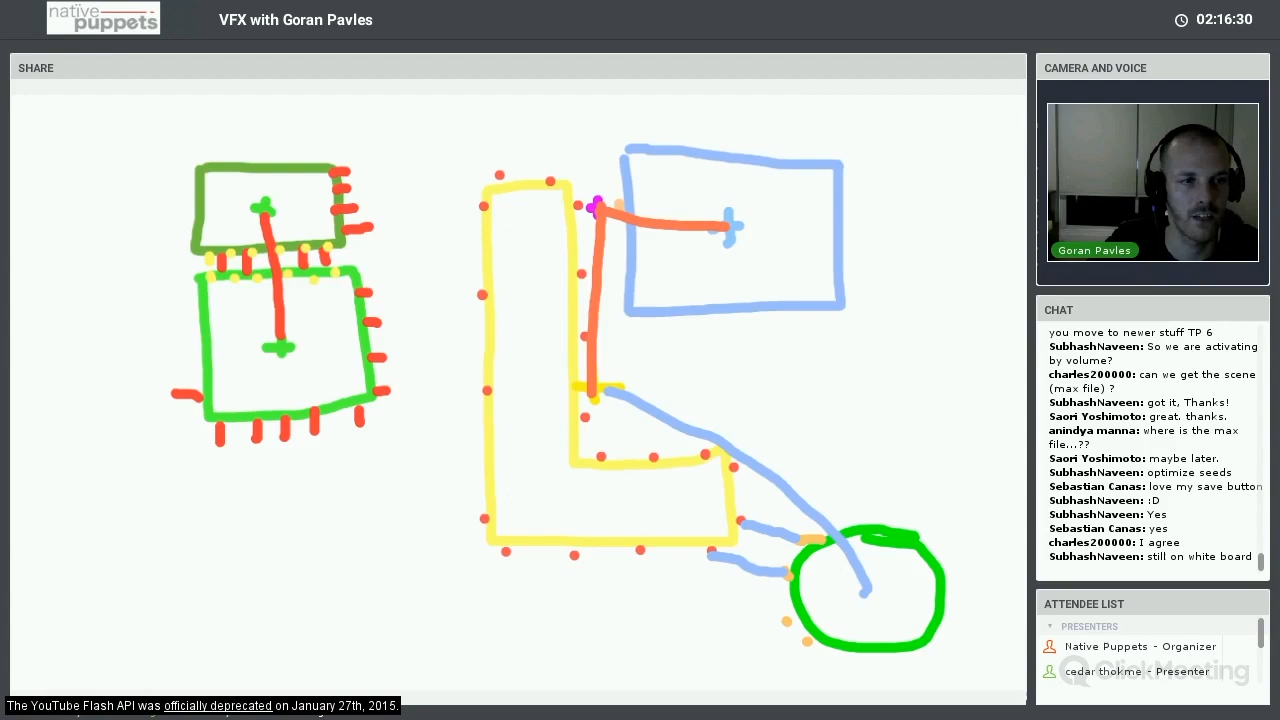 native
puppets
VFX with Goran Pavles
02:16:30
SHARE
CAMERA AND VOICE
Goran Pavles
CHAT
you move to newer stuff TP 6
SubhashNaveen: So we are activating
by volume?
charles200000: can we get the scene
(max file) ?
SubhashNaveen: got it, Thanks!
Saori Yoshimoto: great. thanks.
anindya manna: where is the max
file...??
Saori Yoshimoto: maybe later.
SubhashNaveen: optimize seeds
Sebastian Canas: love my save button
SubhashNaveen: :D
SubhashNaveen: Yes
Sebastian Canas: yes
charles200000: I agree
SubhashNaveen: still on white board
ATTENDEE LIST
PRESENTERS
Native Puppets - Organizer
cedar thokme - Presenter
ClickMeeting
The YouTube Flash API was officially deprecated on January 27th, 2015.